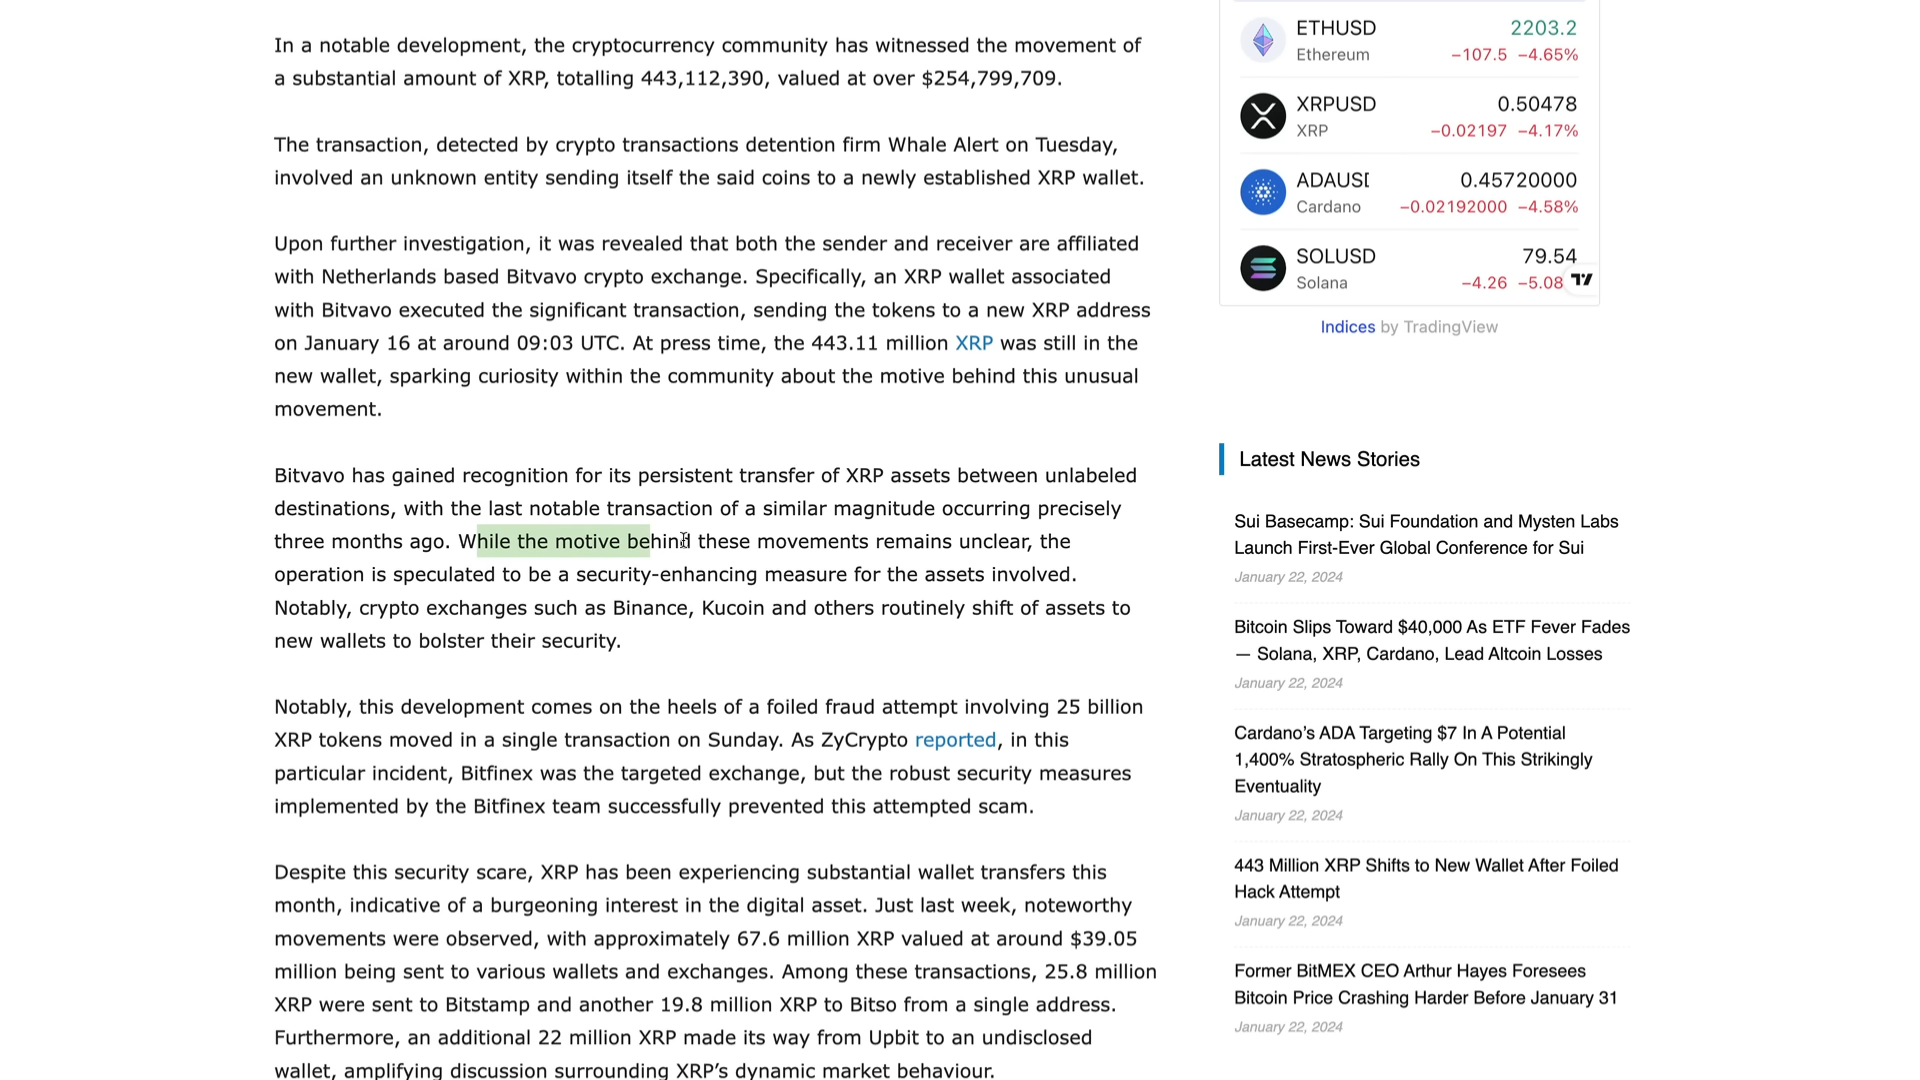 In a notable development, the cryptocurrency community has witnessed the movement of
a substantial amount of XRP, totalling 443,112,390, valued at over $254,799,709.
The transaction, detected by crypto transactions detention firm Whale Alert on Tuesday,
involved an unknown entity sending itself the said coins to a newly established XRP wallet.
Upon further investigation, it was revealed that both the sender and receiver are affiliated
with Netherlands based Bitvavo crypto exchange. Specifically, an XRP wallet associated
with Bitvavo executed the significant transaction, sending the tokens to a new XRP address
on January 16 at around 09:03 UTC. At press time, the 443.11 million XRP was still in the
new wallet, sparking curiosity within the community about the motive behind this unusual
movement.
Bitvavo has gained recognition for its persistent transfer of XRP assets between unlabeled
destinations, with the last notable transaction of a similar magnitude occurring precisely
three months ago. While the motive behind these movements remains unclear, the
operation is speculated to be a security-enhancing measure for the assets involved.
Notably, crypto exchanges such as Binance, Kucoin and others routinely shift of assets to
new wallets to bolster their security.
Notably, this development comes on the heels of a foiled fraud attempt involving 25 billion
XRP tokens moved in a single transaction on Sunday. As ZyCrypto reported, in this
particular incident, Bitfinex was the targeted exchange, but the robust security measures
implemented by the Bitfinex team successfully prevented this attempted scam.
Despite this security scare, XRP has been experiencing substantial wallet transfers this
month, indicative of a burgeoning interest in the digital asset. Just last week, noteworthy
movements were observed, with approximately 67.6 million XRP valued at around $39.05
million being sent to various wallets and exchanges. Among these transactions, 25.8 million
XRP were sent to Bitstamp and another 19.8 million XRP to Bitso from a single address.
Furthermore, an additional 22 million XRP made its way from Upbit to an undisclosed
wallet, amplifying discussion surrounding XRP’s dynamic market behaviour.
ETHUSD 2203.2
Ethereum −107.5 −4.65%
XRPUSD 0.50478
XRP −0.02197 −4.17%
ADAUSD 0.45720000
Cardano −0.02192000 −4.58%
SOLUSD 79.54
Solana −4.26 −5.08
Indices by TradingView
Latest News Stories
Sui Basecamp: Sui Foundation and Mysten Labs
Launch First-Ever Global Conference for Sui
January 22, 2024
Bitcoin Slips Toward $40,000 As ETF Fever Fades
— Solana, XRP, Cardano, Lead Altcoin Losses
January 22, 2024
Cardano’s ADA Targeting $7 In A Potential
1,400% Stratospheric Rally On This Strikingly
Eventuality
January 22, 2024
443 Million XRP Shifts to New Wallet After Foiled
Hack Attempt
January 22, 2024
Former BitMEX CEO Arthur Hayes Foresees
Bitcoin Price Crashing Harder Before January 31
January 22, 2024